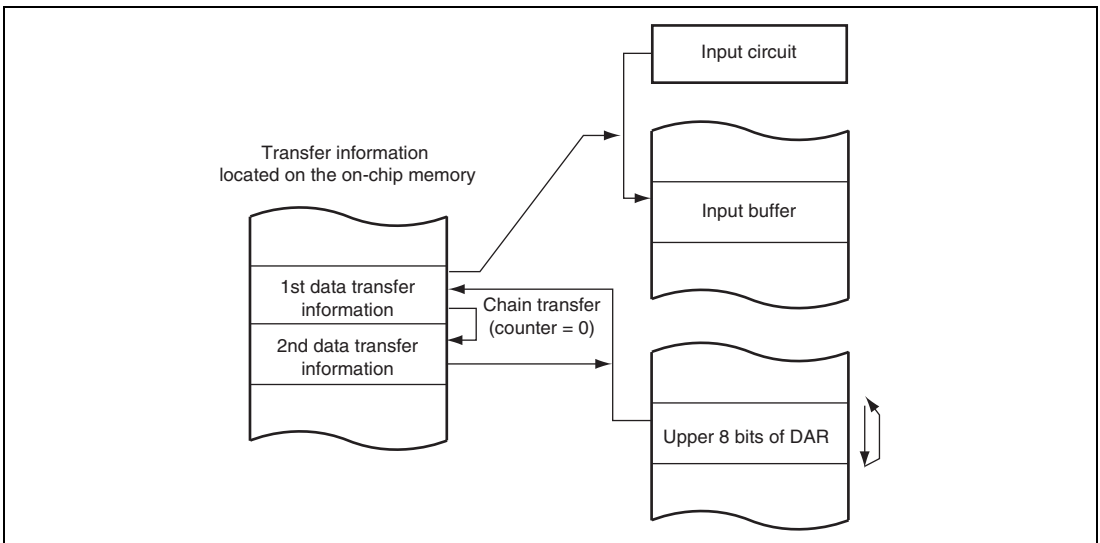 Input circuit
Transfer information
located on the on-chip memory
Input buffer
1st data transfer
information
Chain transfer
(counter = 0)
2nd data transfer
information
Upper 8 bits of DAR